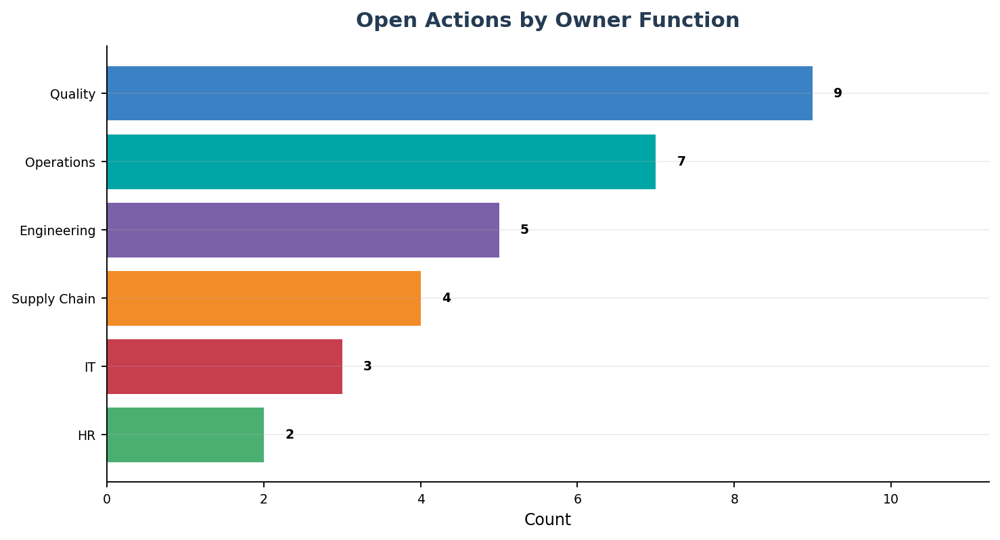 Open Actions by Owner Function
Quality
9
Operations
7
Engineering
5
Supply Chain
4
IT
3
HR
2
0 2 4 6 8 10
Count